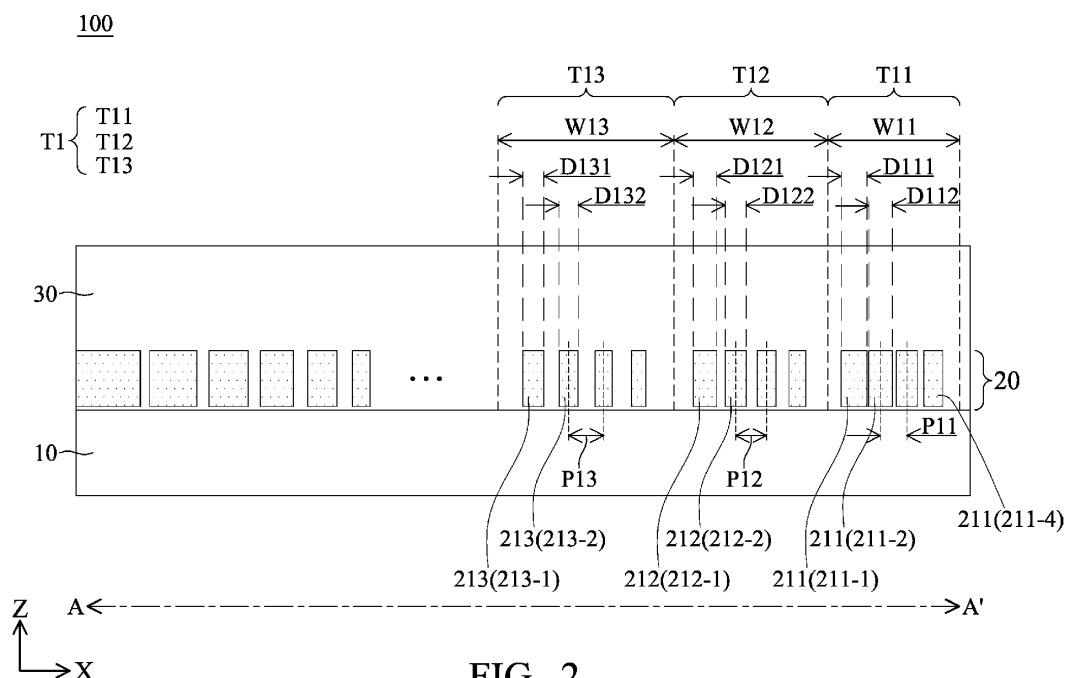 100
T13 T12 T11
T1 { T11
T12
T13
W13 W12 W11
D131 D121 D111
D132 D122 D112
30
20
10
P13 P12 P11
213(213-2) 212(212-2) 211(211-2) 211(211-4)
213(213-1) 212(212-1) 211(211-1)
A A'
Z
X
FIG. 2